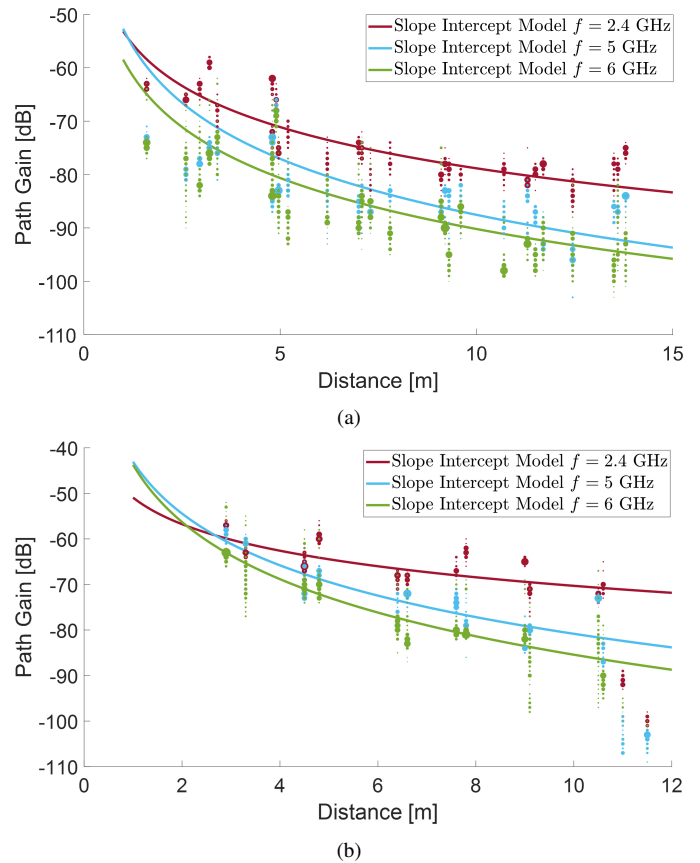 -50
-60
-70
-80
-90
-100
-110
Path Gain [dB]
Slope Intercept Model f = 2.4 GHz
Slope Intercept Model f = 5 GHz
Slope Intercept Model f = 6 GHz
0 5 10 15
Distance [m]
(a)
-40
-50
-60
-70
-80
-90
-100
-110
Path Gain [dB]
Slope Intercept Model f = 2.4 GHz
Slope Intercept Model f = 5 GHz
Slope Intercept Model f = 6 GHz
0 2 4 6 8 10 12
Distance [m]
(b)